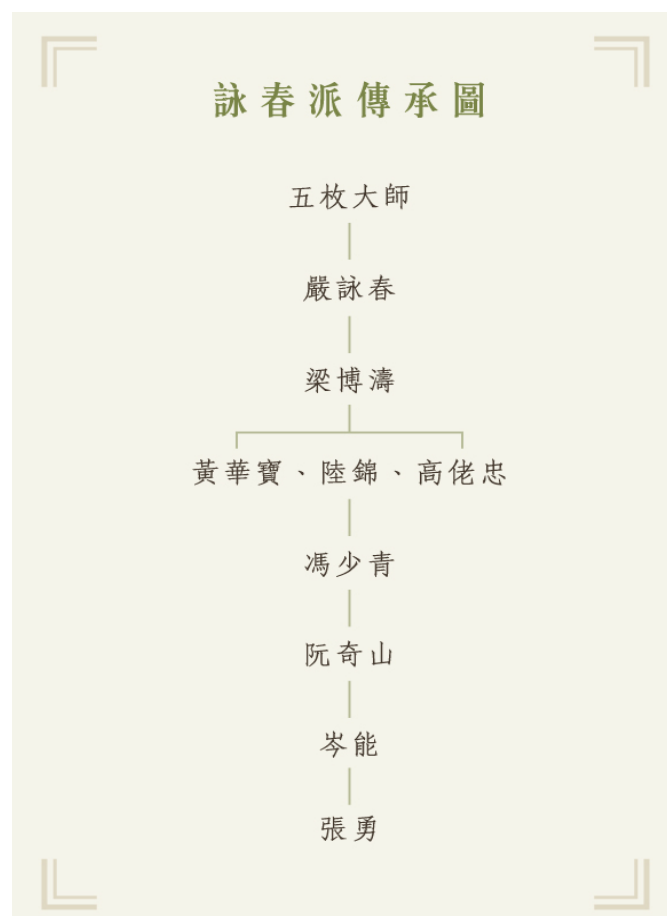 詠春派傳承圖
五枚大師
嚴詠春
梁博濤
黃華寶、陸錦、高佬忠
馮少青
阮奇山
岑能
張勇